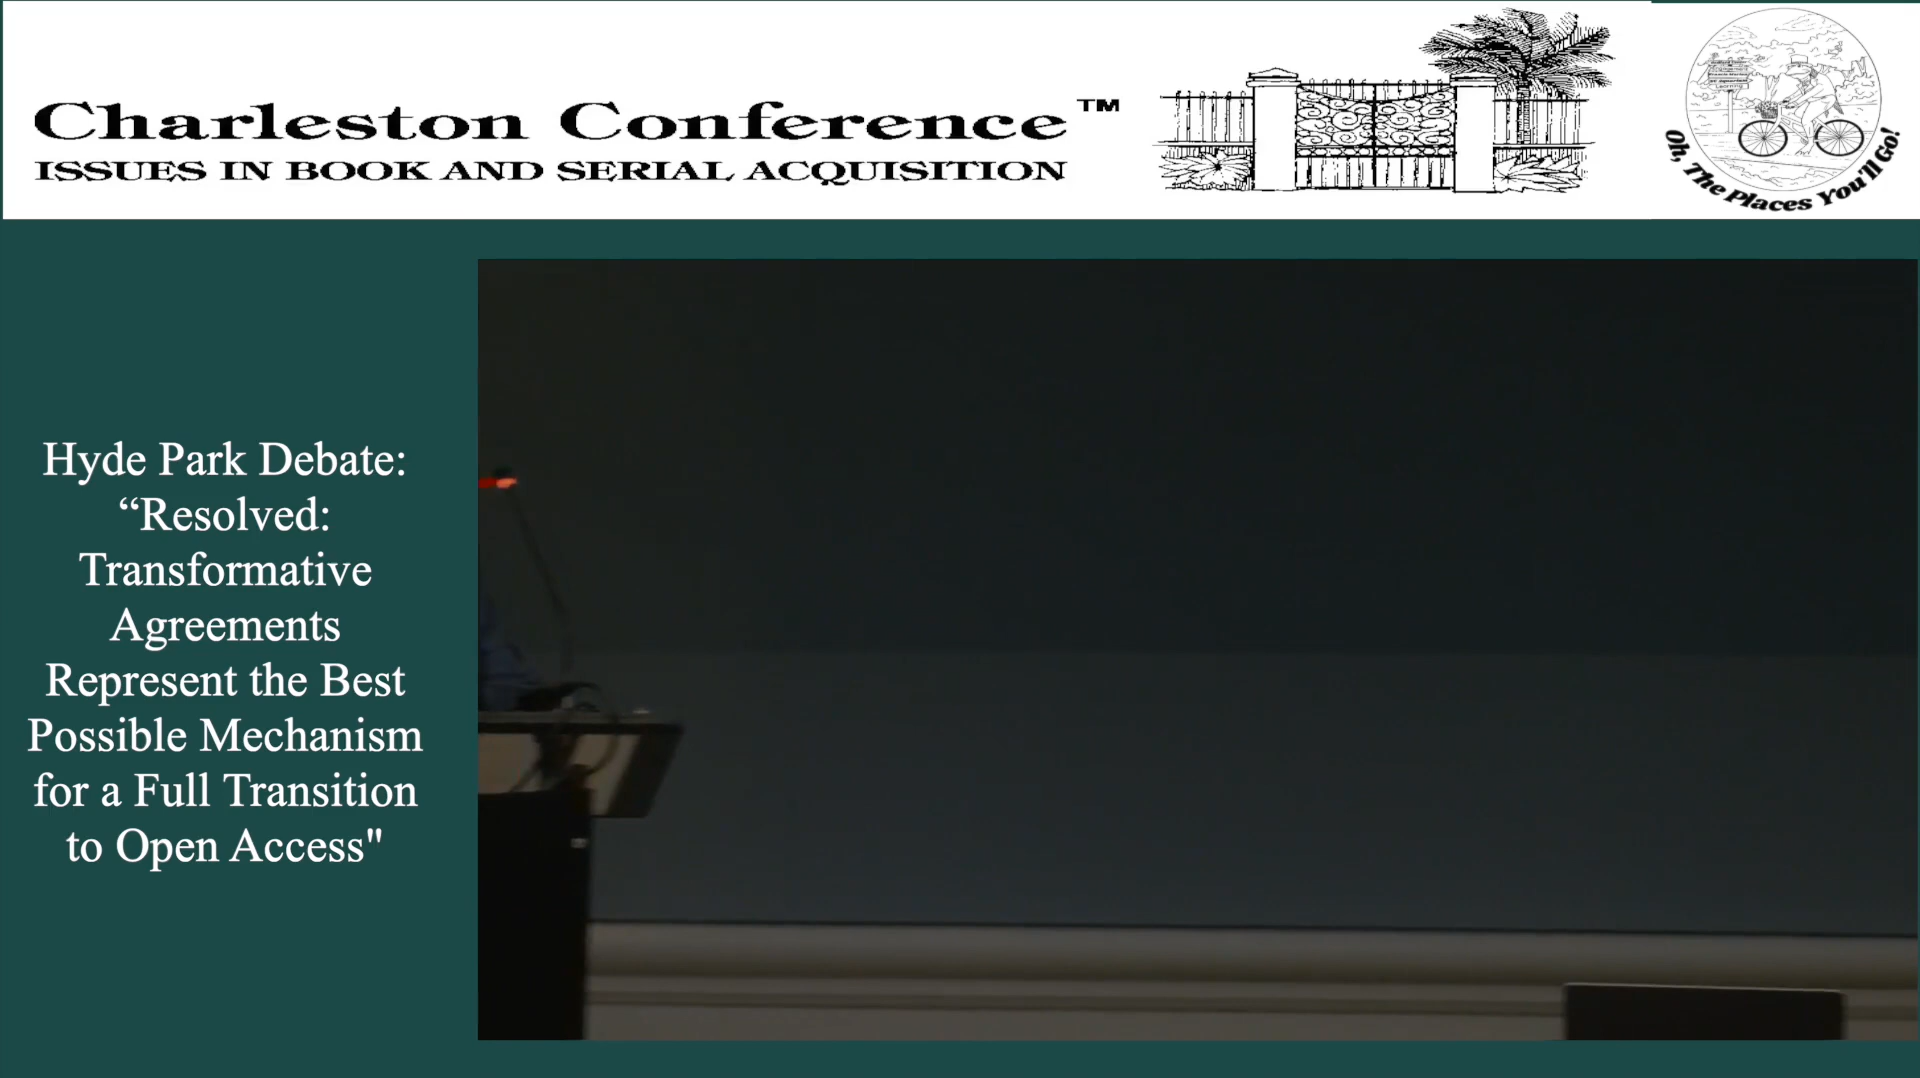 Charleston Conference™
ISSUES IN BOOK AND SERIAL ACQUISITION
Oh, The Places You'll Go!
Hyde Park Debate:
“Resolved:
Transformative
Agreements
Represent the Best
Possible Mechanism
for a Full Transition
to Open Access"